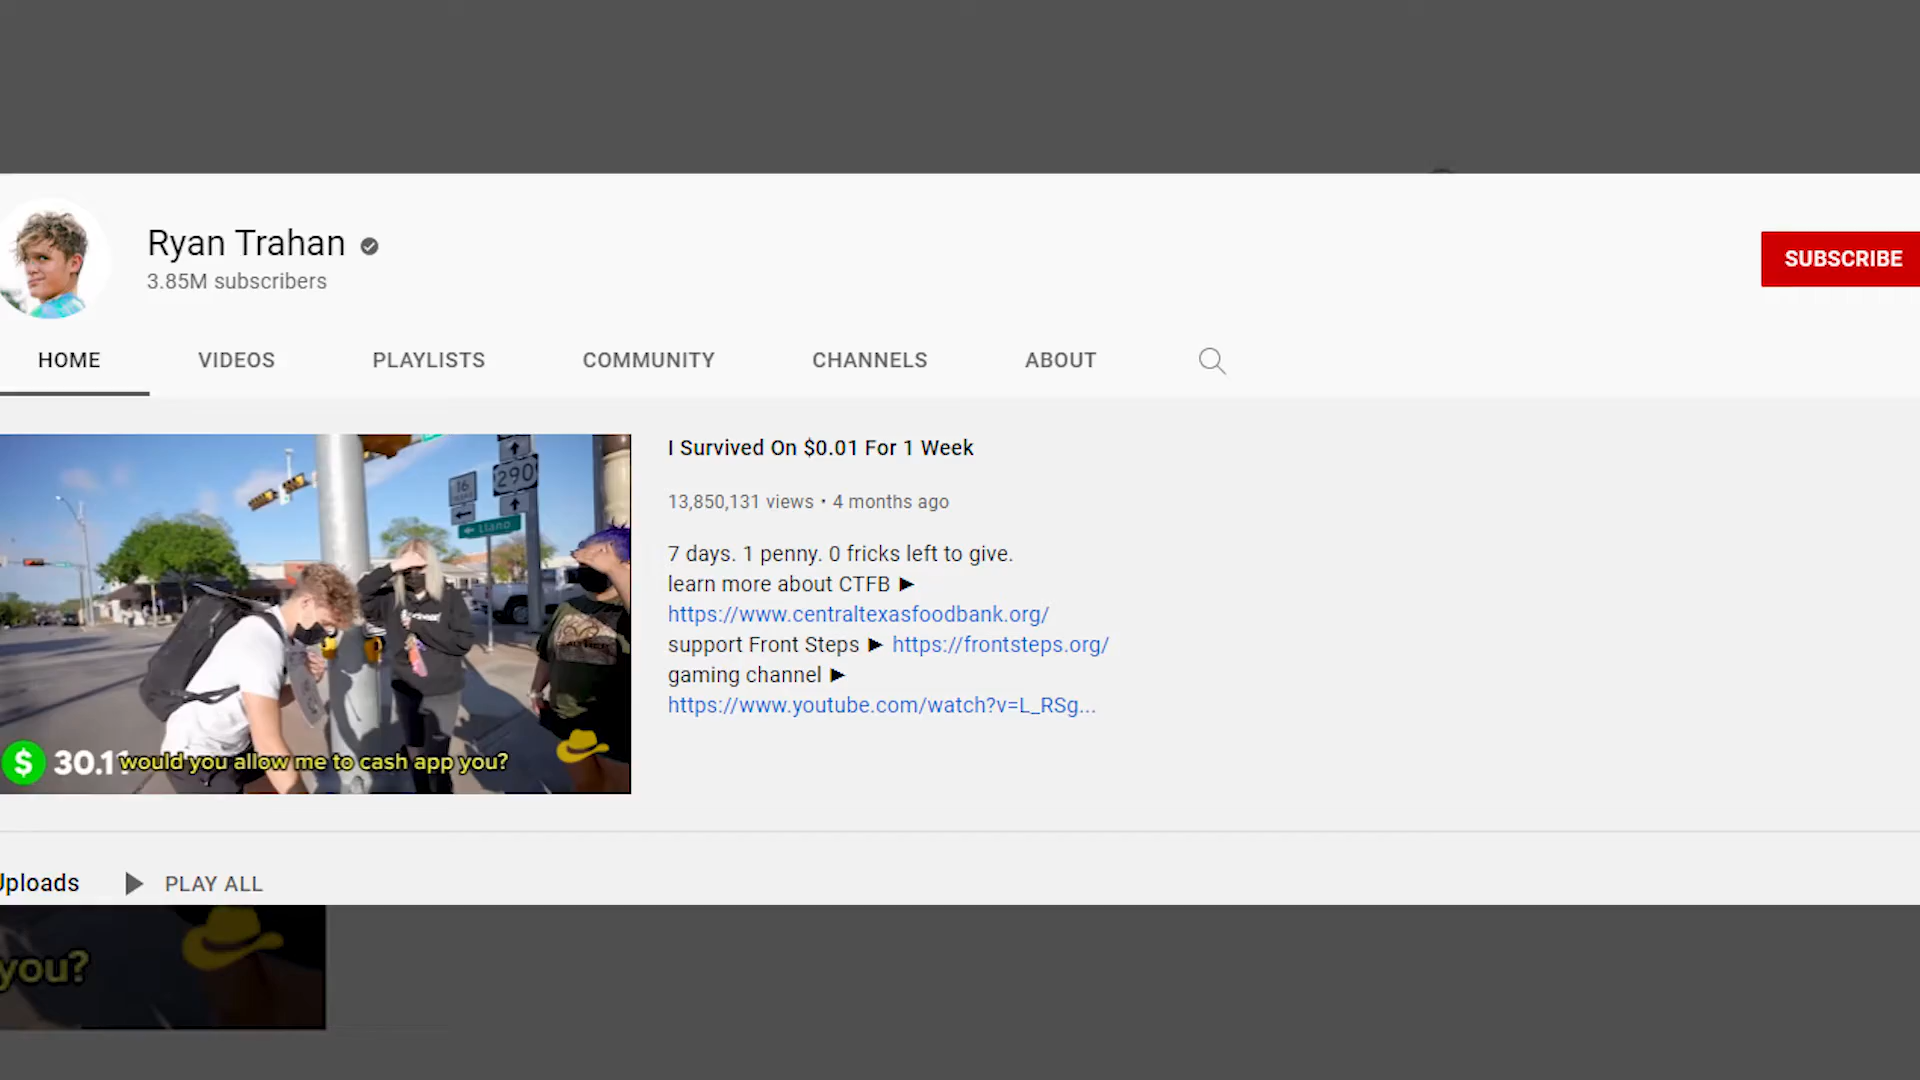 Ryan Trahan
3.85M subscribers
SUBSCRIBE
HOME VIDEOS PLAYLISTS COMMUNITY CHANNELS ABOUT
I Survived On $0.01 For 1 Week
13,850,131 views • 4 months ago
7 days. 1 penny. 0 fricks left to give.
learn more about CTFB ►
https://www.centraltexasfoodbank.org/
support Front Steps ► https://frontsteps.org/
gaming channel ►
https://www.youtube.com/watch?v=L_RSg...
16
290
Llano
$ 30.11
would you allow me to cash app you?
Uploads PLAY ALL
you?